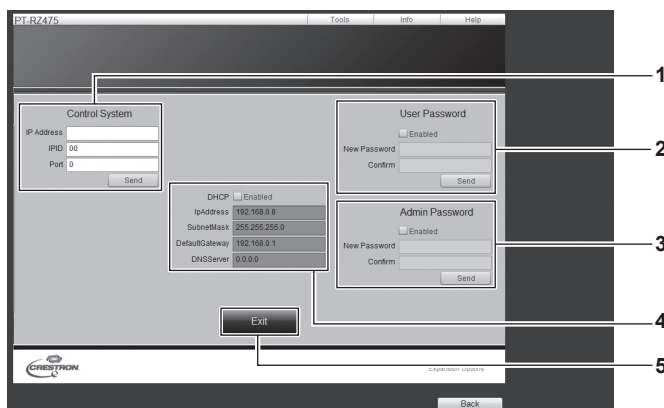 PT-RZ475
Tools Info Help
1
Control System
IP Address
IPID 00
Port 0
Send
User Password
Enabled
New Password
Confirm
Send
2
DHCP Enabled
IpAddress 192.168.0.8
SubnetMask 255.255.255.0
DefaultGateway 192.168.0.1
DNSServer 0.0.0.0
Admin Password
Enabled
New Password
Confirm
Send
3
4
Exit
5
CRESTRON
Expansion Options
Back